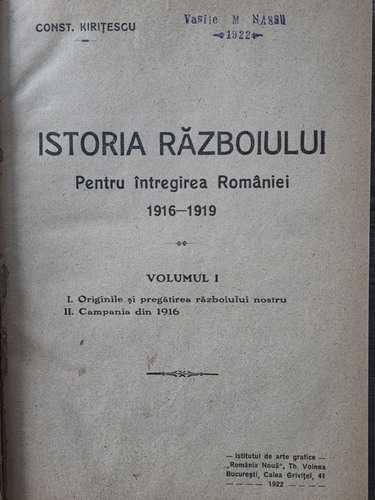 CONST. KIRIȚESCU
Vasile M NASSU
1922
ISTORIA RĂZBOIULUI
Pentru întregirea României
1916—1919
VOLUMUL I
I. Originile și pregătirea războiului nostru
II. Campania din 1916
— Istitutul de arte grafice —
„România Nouă“, Th. Voinea
București, Calea Griviței, 41
— — — — 1922 — — — —